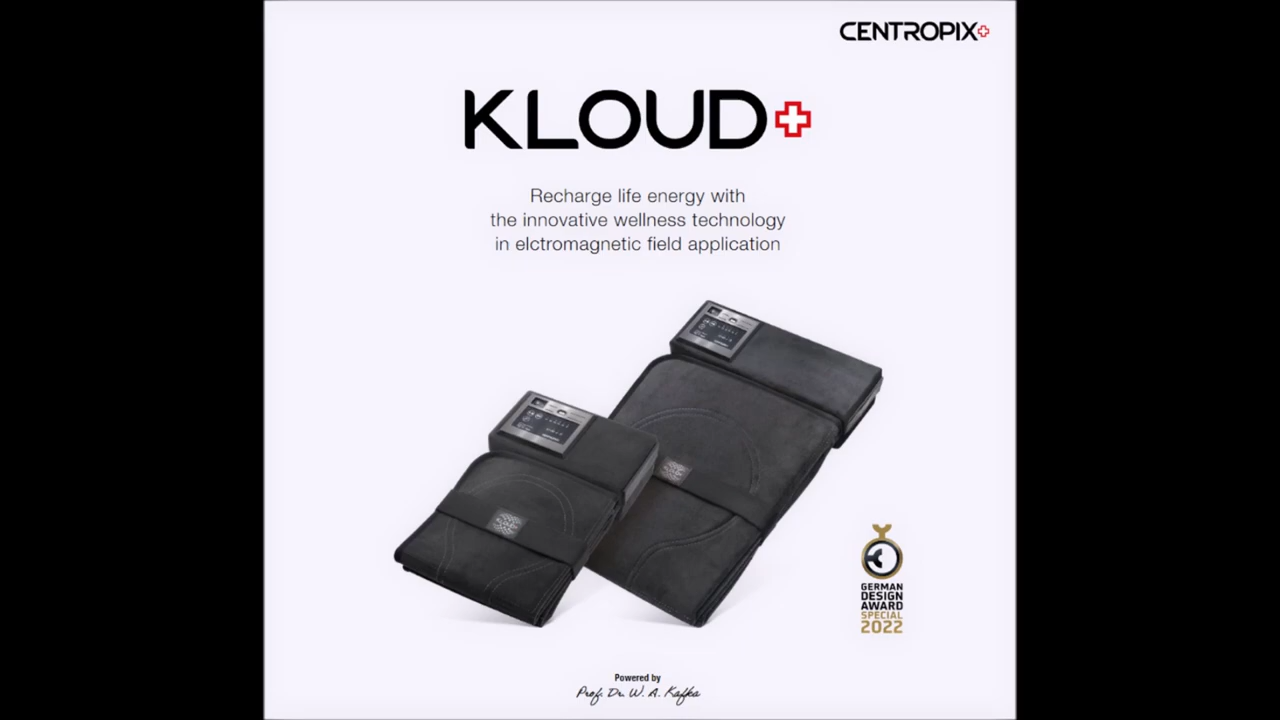 CENTROPIX
KLOUD
Recharge life energy with
the innovative wellness technology
in elctromagnetic field application
GERMAN
DESIGN
AWARD
SPECIAL
2022
Powered by
Prof. Dr. W. A. Kafka